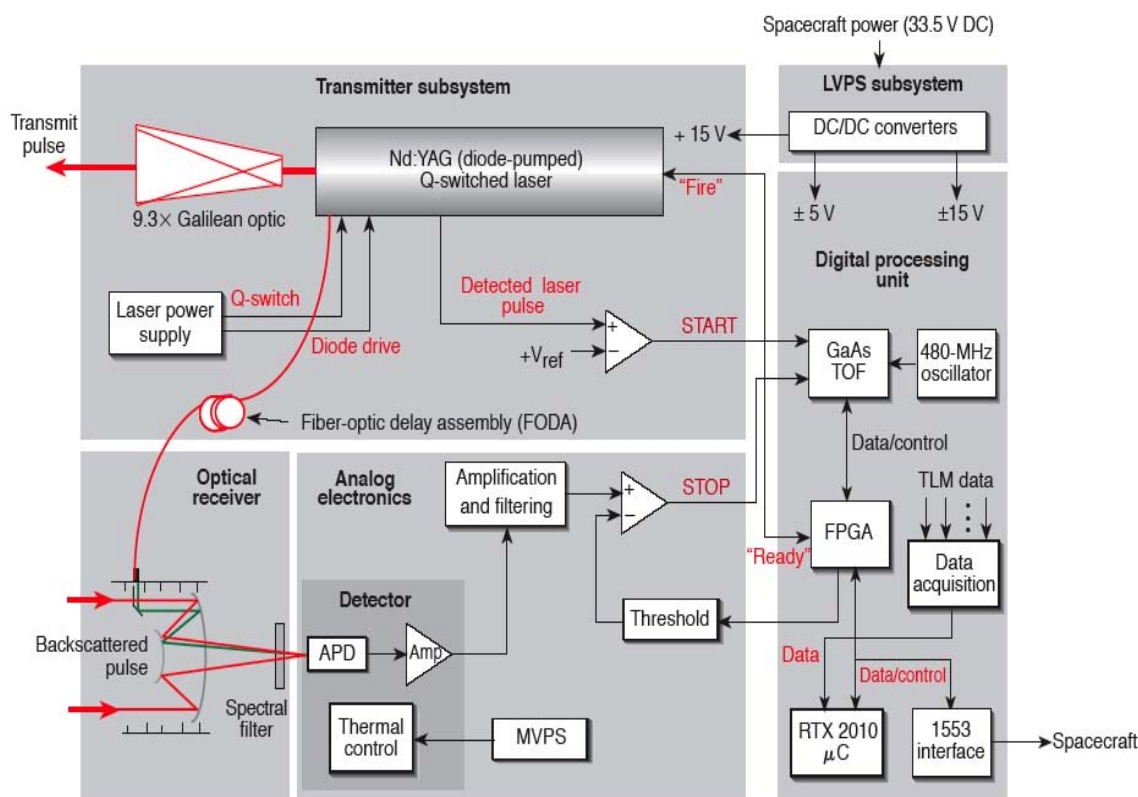 Spacecraft power (33.5 V DC)
Transmitter subsystem
LVPS subsystem
DC/DC converters
+ 15 V
± 5 V
±15 V
Transmit
pulse
9.3× Galilean optic
Nd:YAG (diode-pumped)
Q-switched laser
“Fire”
Digital processing
unit
Laser power
supply
Q-switch
Diode drive
Detected laser
pulse
+
−
+Vref
START
GaAs
TOF
480-MHz
oscillator
Fiber-optic delay assembly (FODA)
Data/control
Optical
receiver
Analog
electronics
Amplification
and filtering
+
−
STOP
TLM data
FPGA
“Ready”
Data
acquisition
Detector
Threshold
Backscattered
pulse
APD
Amp
Data
Data/control
Spectral
filter
Thermal
control
MVPS
RTX 2010
μC
1553
interface
Spacecraft